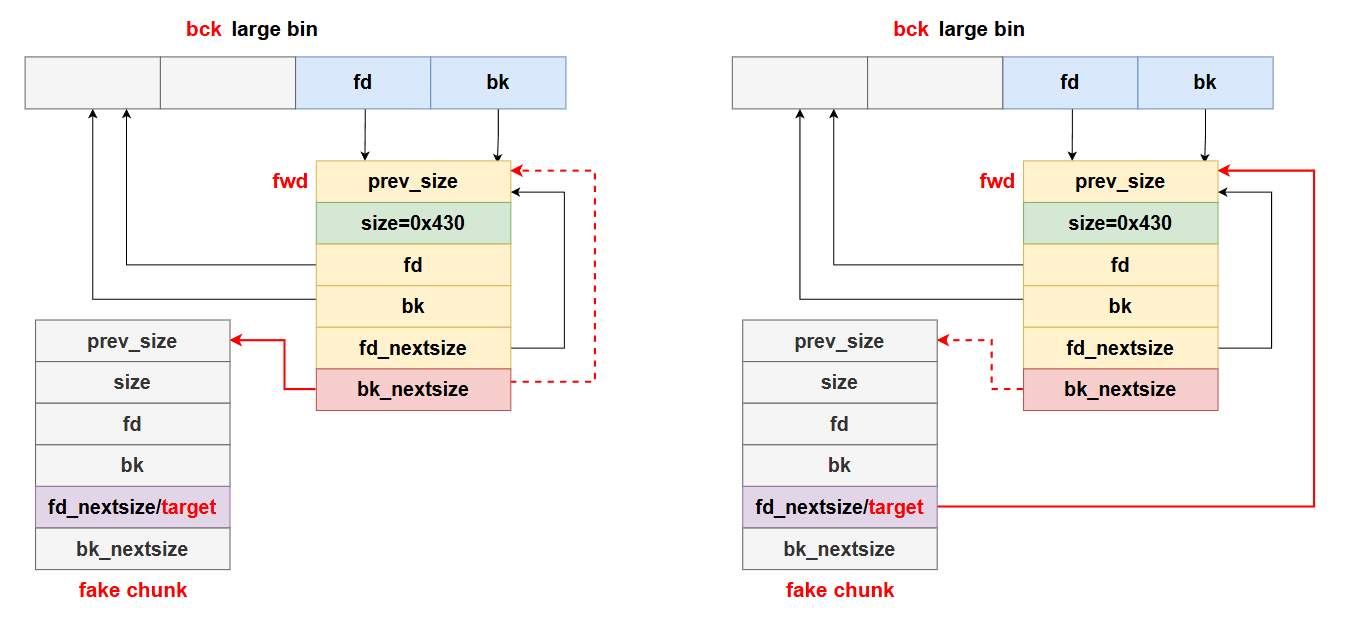 bck large bin
fd
bk
fwd
prev_size
size=0x430
fd
bk
fd_nextsize
bk_nextsize
prev_size
size
fd
bk
fd_nextsize/target
bk_nextsize
fake chunk
bck large bin
fd
bk
fwd
prev_size
size=0x430
fd
bk
fd_nextsize
bk_nextsize
prev_size
size
fd
bk
fd_nextsize/target
bk_nextsize
fake chunk